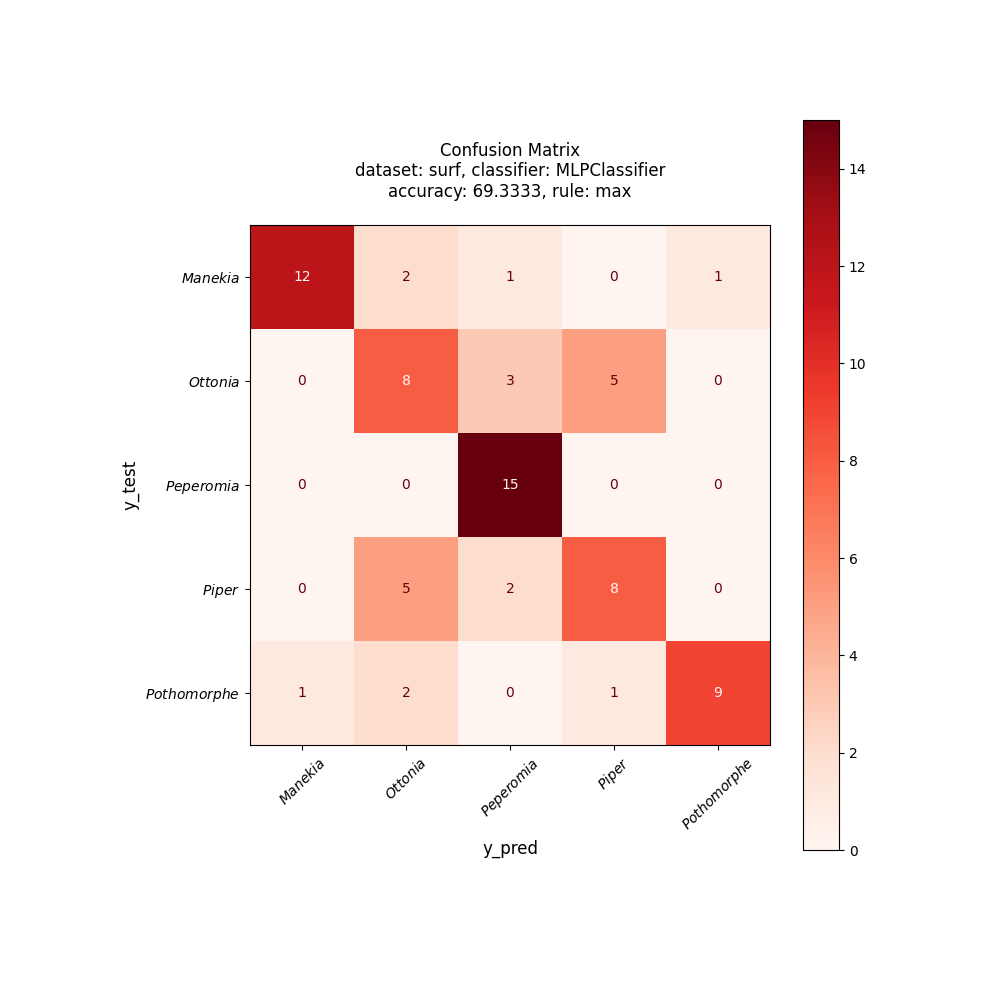 Confusion Matrix
dataset: surf, classifier: MLPClassifier
accuracy: 69.3333, rule: max
Manekia 12 2 1 0 1
Ottonia 0 8 3 5 0
Peperomia 0 0 15 0 0
Piper 0 5 2 8 0
Pothomorphe 1 2 0 1 9
Manekia Ottonia Peperomia Piper Pothomorphe
y_test
y_pred
14
12
10
8
6
4
2
0